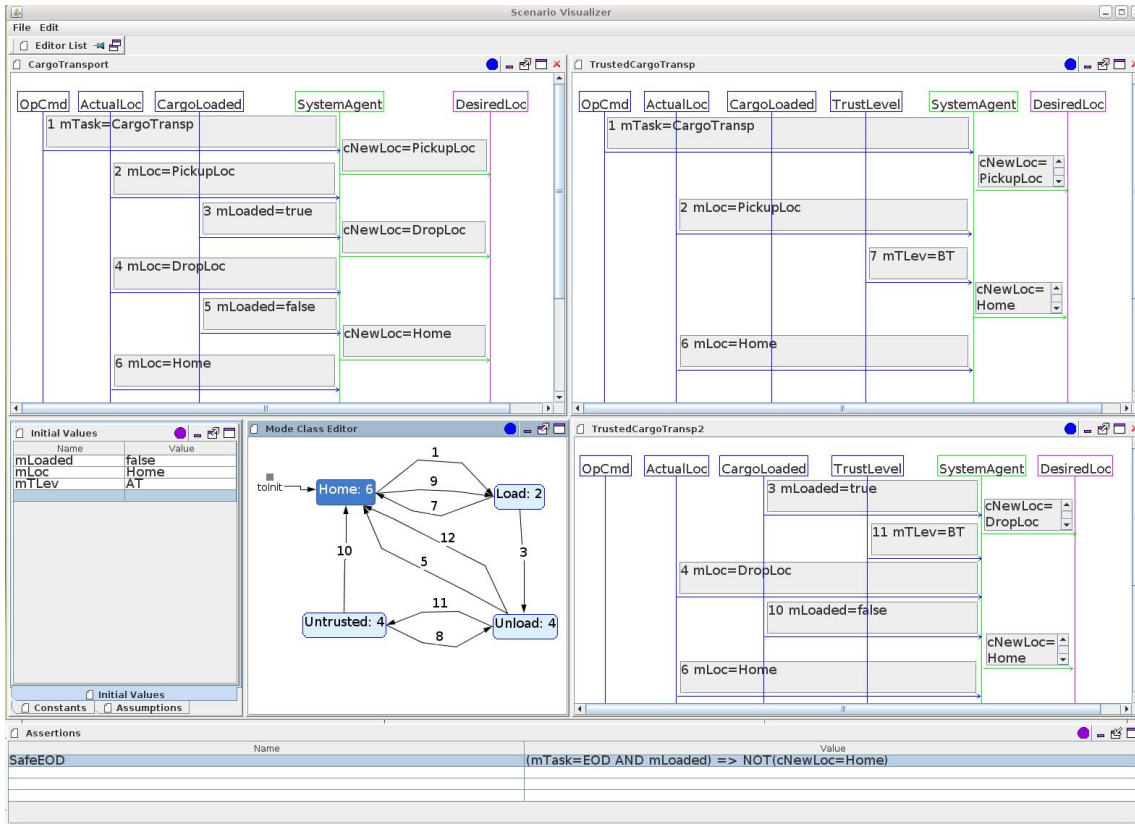 Scenario Visualizer
File Edit
Editor List
CargoTransport
OpCmd ActualLoc CargoLoaded SystemAgent DesiredLoc
1 mTask=CargoTransp
cNewLoc=PickupLoc
2 mLoc=PickupLoc
3 mLoaded=true
cNewLoc=DropLoc
4 mLoc=DropLoc
5 mLoaded=false
cNewLoc=Home
6 mLoc=Home
TrustedCargoTransp
OpCmd ActualLoc CargoLoaded TrustLevel SystemAgent DesiredLoc
1 mTask=CargoTransp
cNewLoc=
PickupLoc
2 mLoc=PickupLoc
7 mTLev=BT
cNewLoc=
Home
6 mLoc=Home
Initial Values
Name Value
mLoaded false
mLoc Home
mTLev AT
Initial Values
Constants Assumptions
Mode Class Editor
toInit
Home: 6
1
9
7
Load: 2
12
3
5
10
11
8
Untrusted: 4
Unload: 4
TrustedCargoTransp2
OpCmd ActualLoc CargoLoaded TrustLevel SystemAgent DesiredLoc
3 mLoaded=true
cNewLoc=
DropLoc
11 mTLev=BT
4 mLoc=DropLoc
10 mLoaded=false
cNewLoc=
Home
6 mLoc=Home
Assertions
Name Value
SafeEOD (mTask=EOD AND mLoaded) => NOT(cNewLoc=Home)